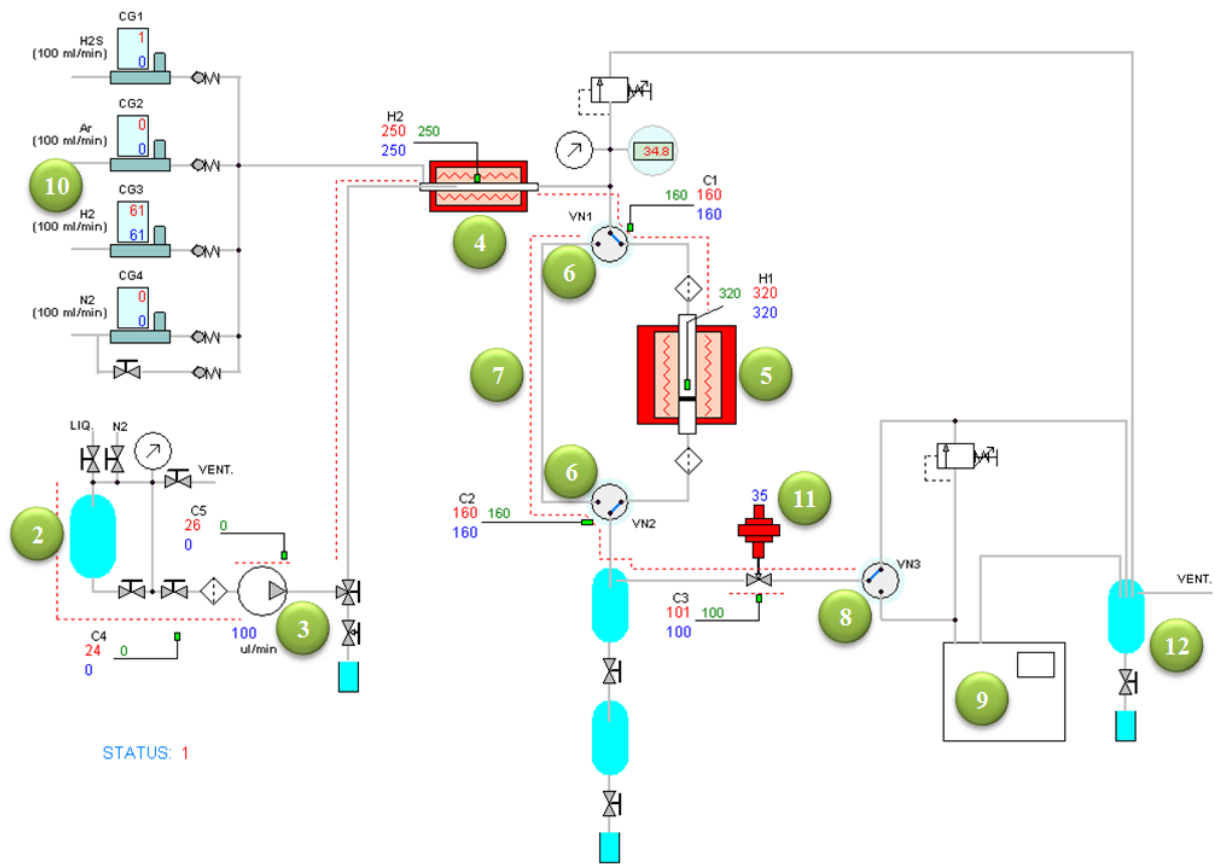 CG1
H2S
(100 ml/min)
1
0
CG2
Ar
(100 ml/min)
0
0
10
CG3
H2
(100 ml/min)
61
61
CG4
N2
(100 ml/min)
0
0
H2
250 250
250
4
34.8
C1
160 160
160
VN1
6
H1
320 320
320
5
7
6
VN2
C2
160 160
160
35
11
VN3
8
C3
101 100
100
LIQ. N2
VENT.
2
C5
26 0
0
3
100
ul/min
C4
24 0
0
9
VENT.
12
STATUS: 1